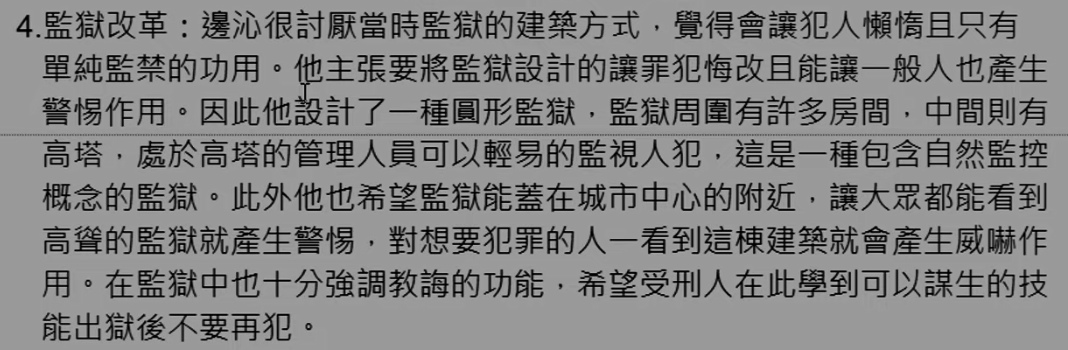 4.監獄改革：邊沁很討厭當時監獄的建築方式，覺得會讓犯人懶惰且只有
單純監禁的功用。他主張要將監獄設計的讓罪犯悔改且能讓一般人也產生
警惕作用。因此他設計了一種圓形監獄，監獄周圍有許多房間，中間則有
高塔，處於高塔的管理人員可以輕易的監視人犯，這是一種包含自然監控
概念的監獄。此外他也希望監獄能蓋在城市中心的附近，讓大眾都能看到
高聳的監獄就產生警惕，對想要犯罪的人一看到這棟建築就會產生威嚇作
用。在監獄中也十分強調教誨的功能，希望受刑人在此學到可以謀生的技
能出獄後不要再犯。